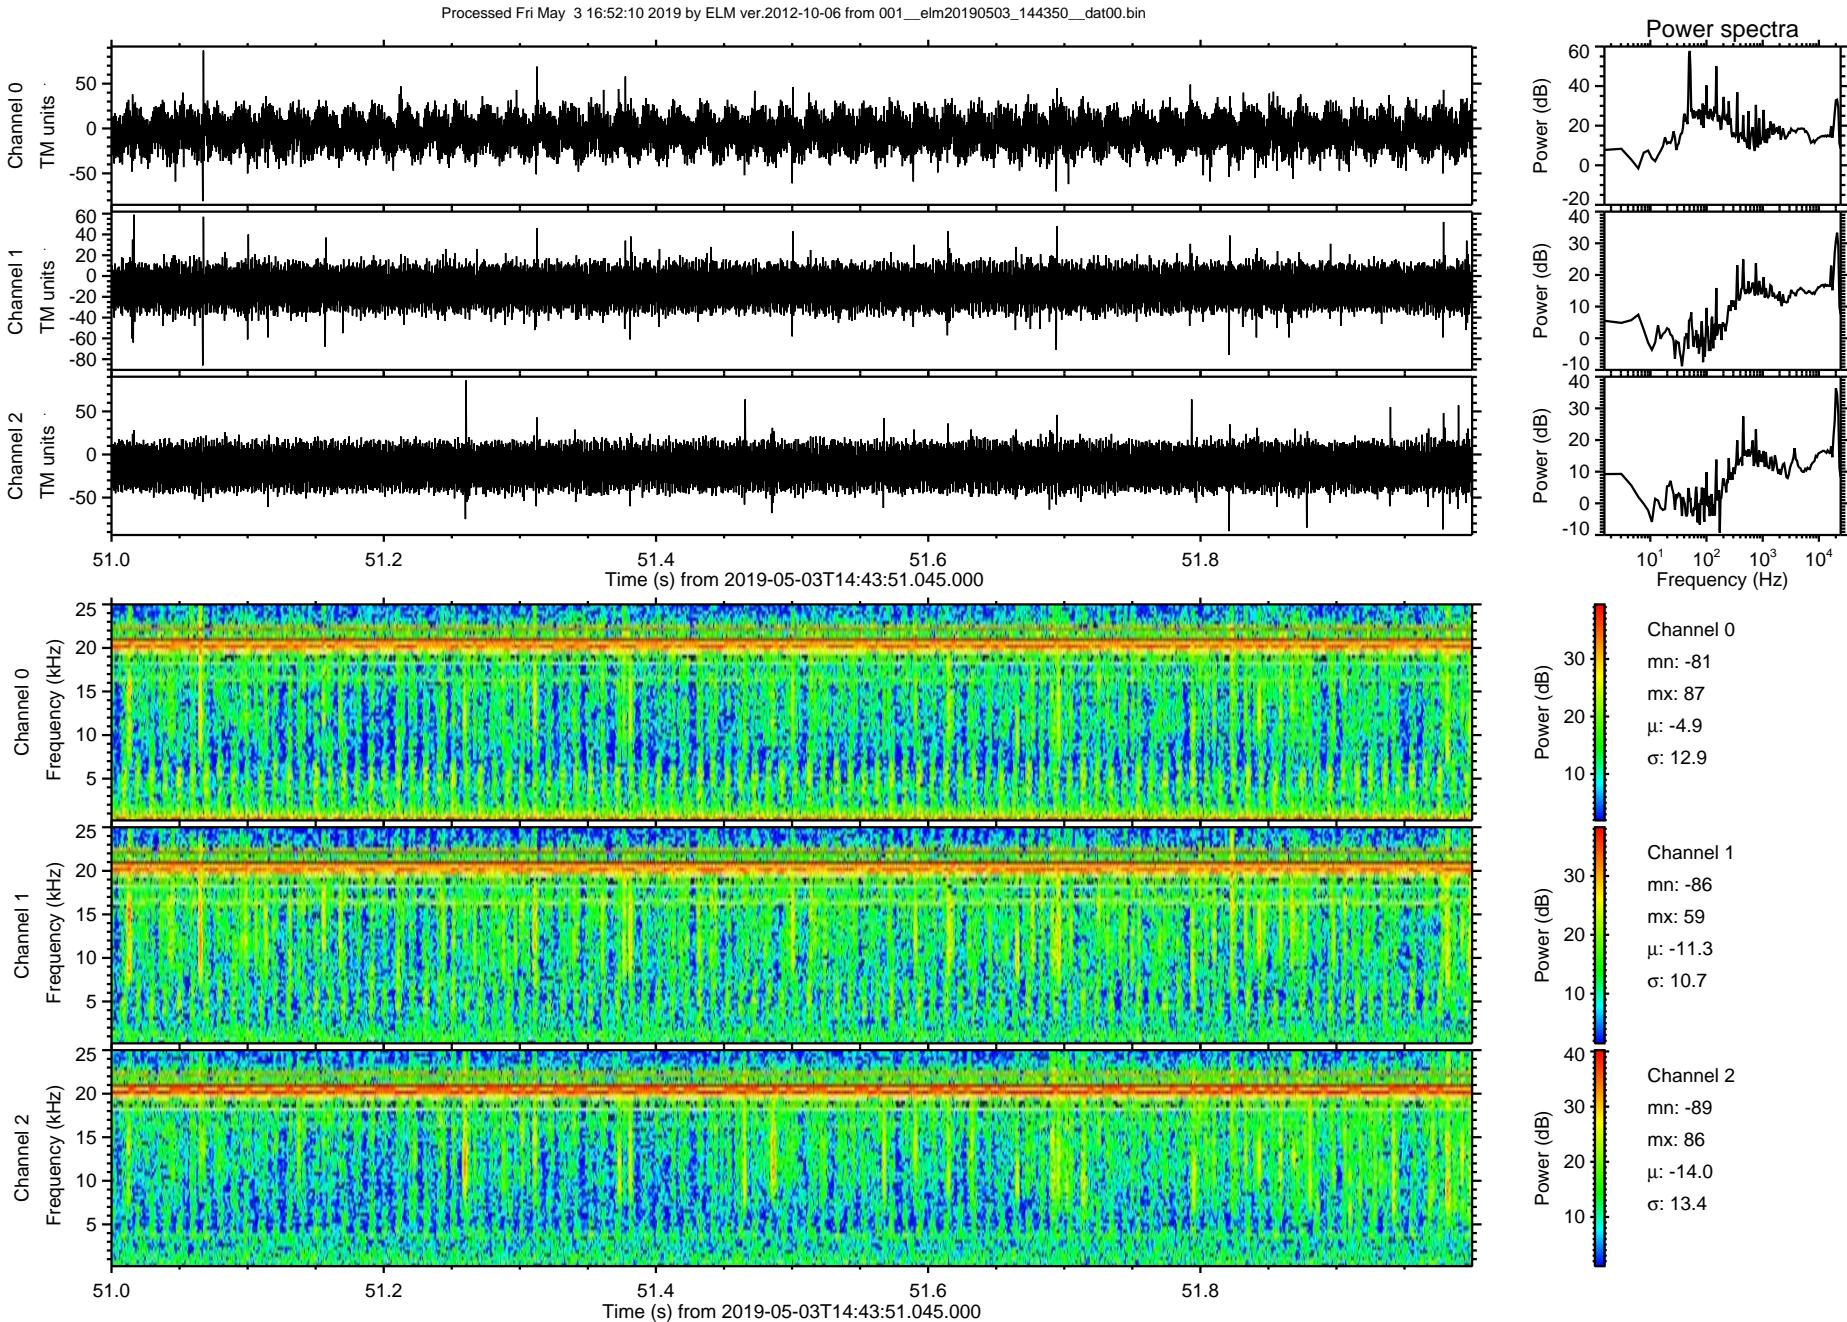 Processed Fri May  3 16:52:10 2019 by ELM ver.2012-10-06 from 001__elm20190503_144350__dat00.bin
Power spectra
Channel 0
TM units
50
0
-50
Power (dB)
60
40
20
0
-20
Channel 1
TM units
60
40
20
0
-20
-40
-60
-80
Power (dB)
40
30
20
10
0
-10
Channel 2
TM units
50
0
-50
Power (dB)
40
30
20
10
0
-10
51.0 51.2 51.4 51.6 51.8
Time (s) from 2019-05-03T14:43:51.045.000
10¹ 10² 10³ 10⁴
Frequency (Hz)
Channel 0
Frequency (kHz)
25
20
15
10
5
Power (dB)
30
20
10
Channel 0
mn: -81
mx: 87
μ: -4.9
σ: 12.9
Channel 1
Frequency (kHz)
25
20
15
10
5
Power (dB)
30
20
10
Channel 1
mn: -86
mx: 59
μ: -11.3
σ: 10.7
Channel 2
Frequency (kHz)
25
20
15
10
5
Power (dB)
40
30
20
10
Channel 2
mn: -89
mx: 86
μ: -14.0
σ: 13.4
51.0 51.2 51.4 51.6 51.8
Time (s) from 2019-05-03T14:43:51.045.000